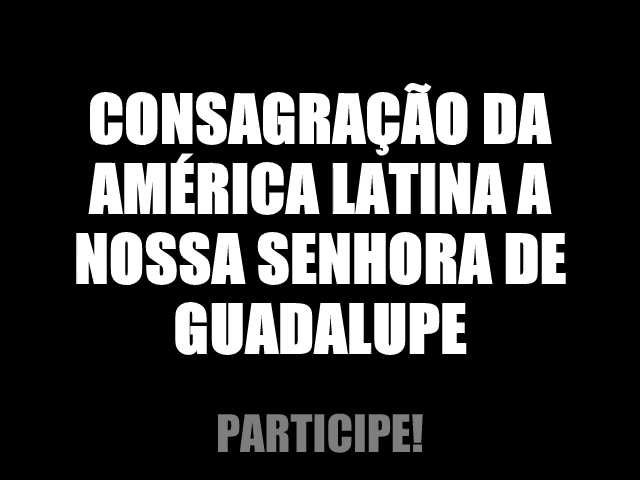 CONSAGRAÇÃO DA
AMÉRICA LATINA A
NOSSA SENHORA DE
GUADALUPE
PARTICIPE!